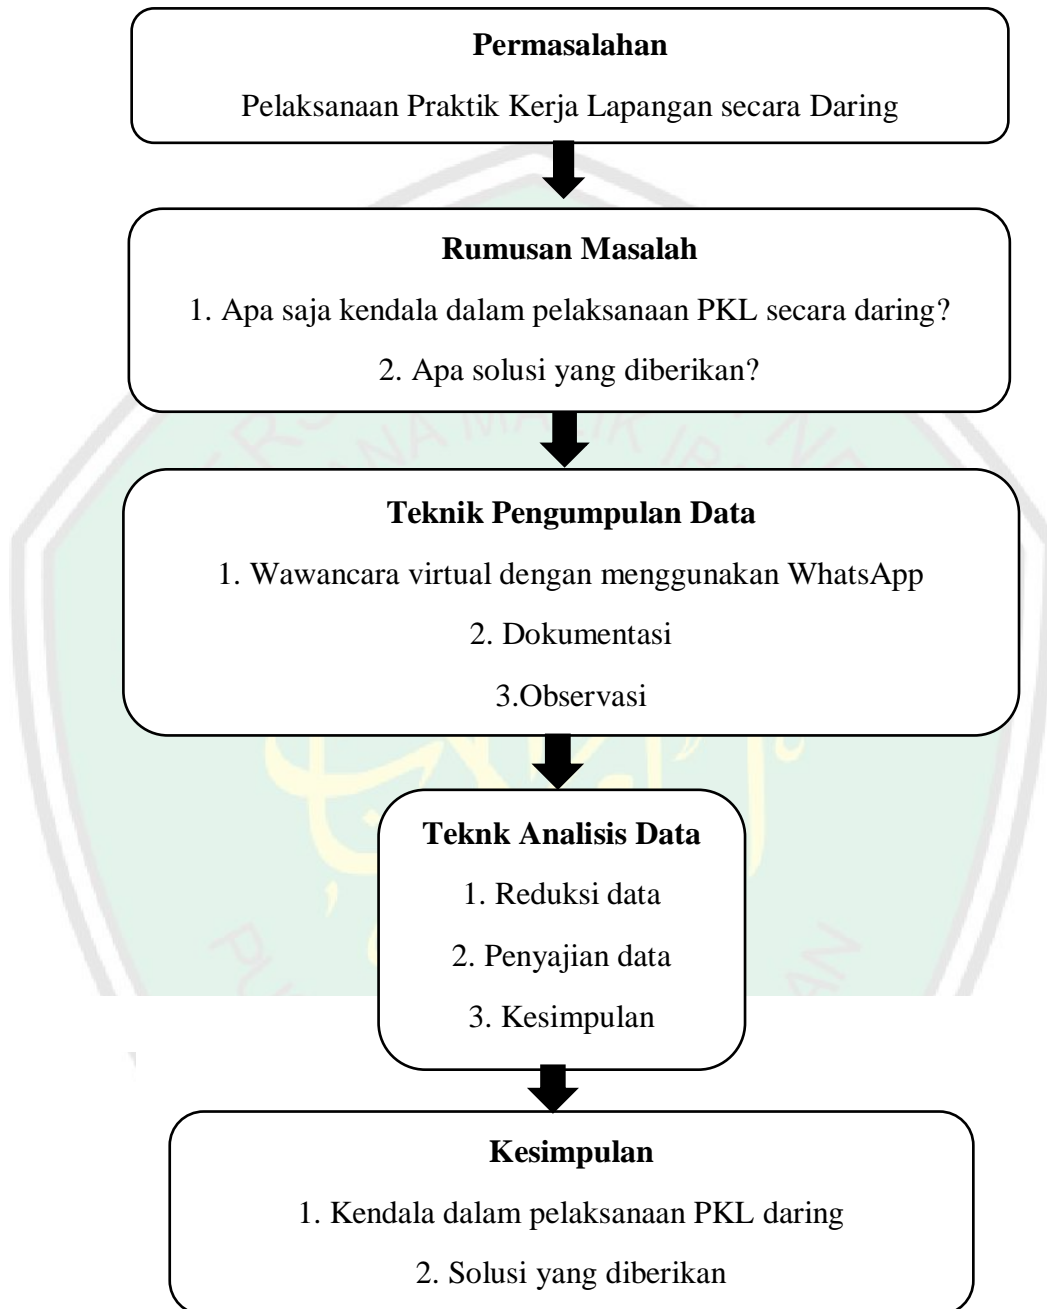 Permasalahan
Pelaksanaan Praktik Kerja Lapangan secara Daring
Rumusan Masalah
1. Apa saja kendala dalam pelaksanaan PKL secara daring?
2. Apa solusi yang diberikan?
Teknik Pengumpulan Data
1. Wawancara virtual dengan menggunakan WhatsApp
2. Dokumentasi
3.Observasi
Teknk Analisis Data
1. Reduksi data
2. Penyajian data
3. Kesimpulan
Kesimpulan
1. Kendala dalam pelaksanaan PKL daring
2. Solusi yang diberikan